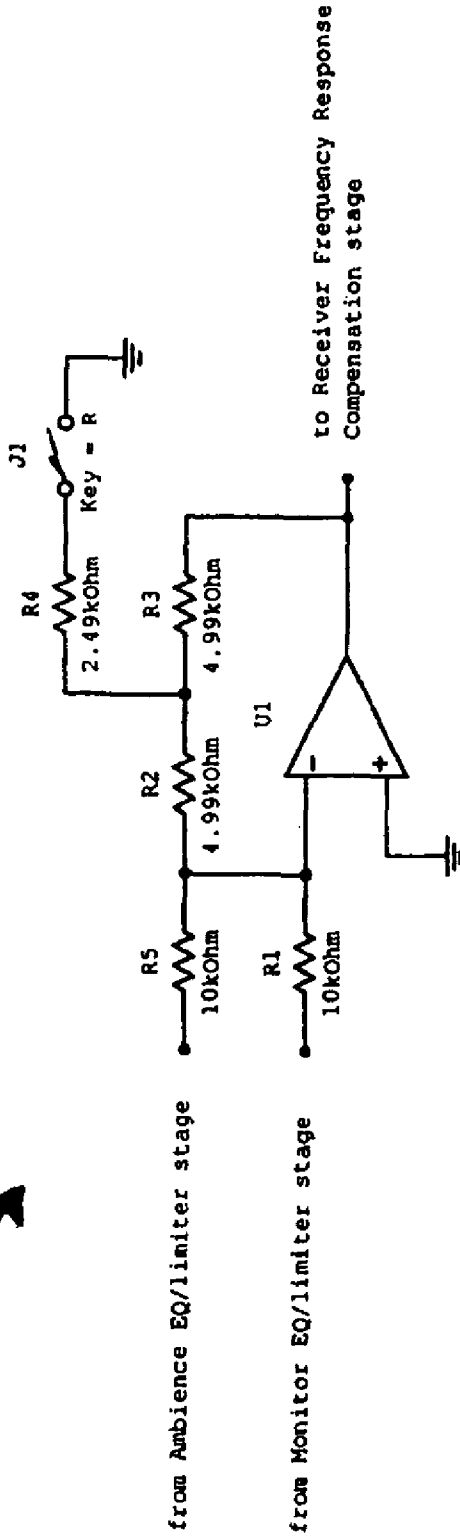 J1
Key = R
R4
2.49kOhm
R3
4.99kOhm
R2
4.99kOhm
R5
10kOhm
R1
10kOhm
U1
-
+
from Ambience EQ/limiter stage
from Monitor EQ/limiter stage
to Receiver Frequency Response
Compensation stage